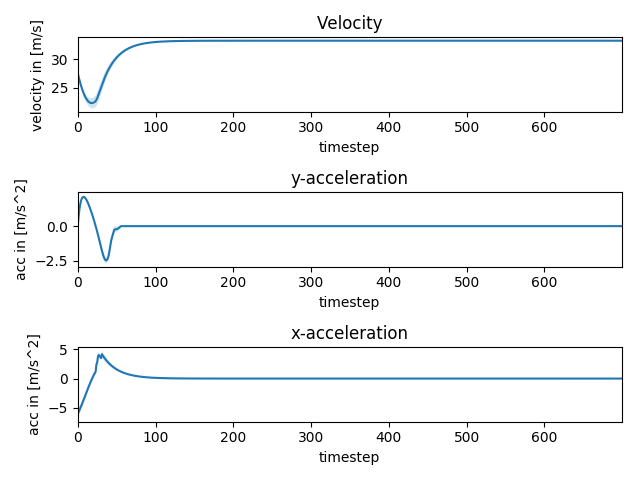 Velocity
velocity in [m/s]
30
25
0 100 200 300 400 500 600
timestep
y-acceleration
acc in [m/s^2]
0.0
−2.5
0 100 200 300 400 500 600
timestep
x-acceleration
acc in [m/s^2]
5
0
−5
0 100 200 300 400 500 600
timestep